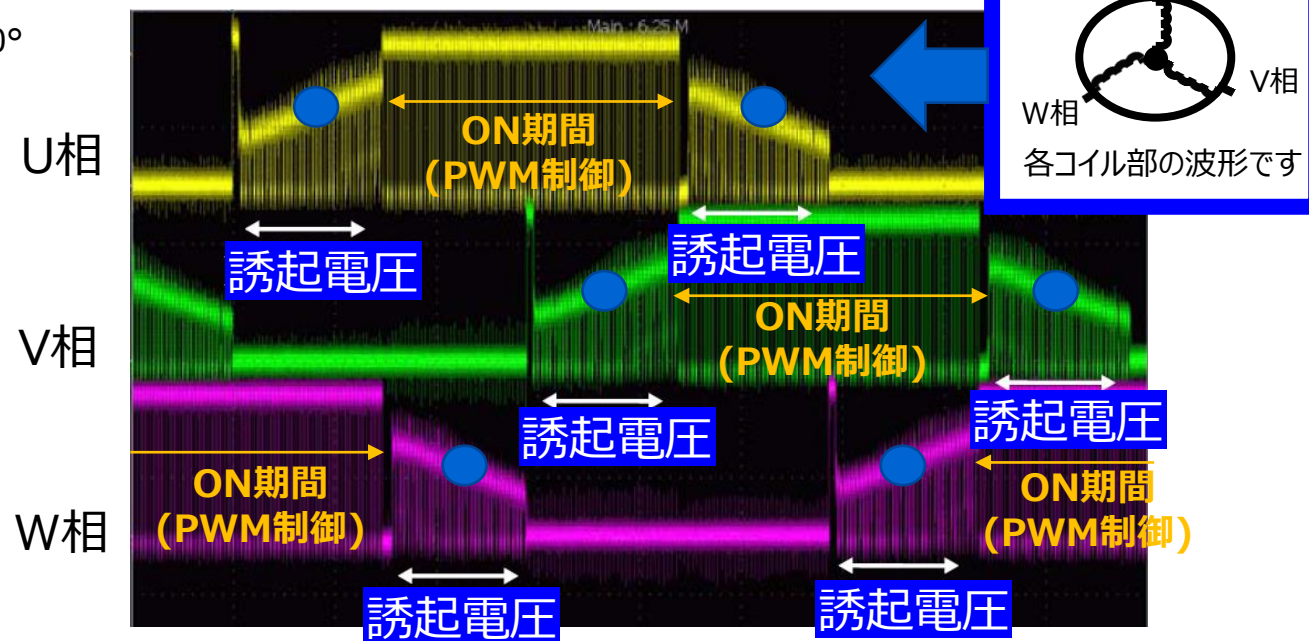 0°
Main : 6.25 M
V相
W相
各コイル部の波形です
U相
ON期間
(PWM制御)
誘起電圧
誘起電圧
V相
ON期間
(PWM制御)
誘起電圧
誘起電圧
W相
ON期間
(PWM制御)
ON期間
(PWM制御)
誘起電圧
誘起電圧